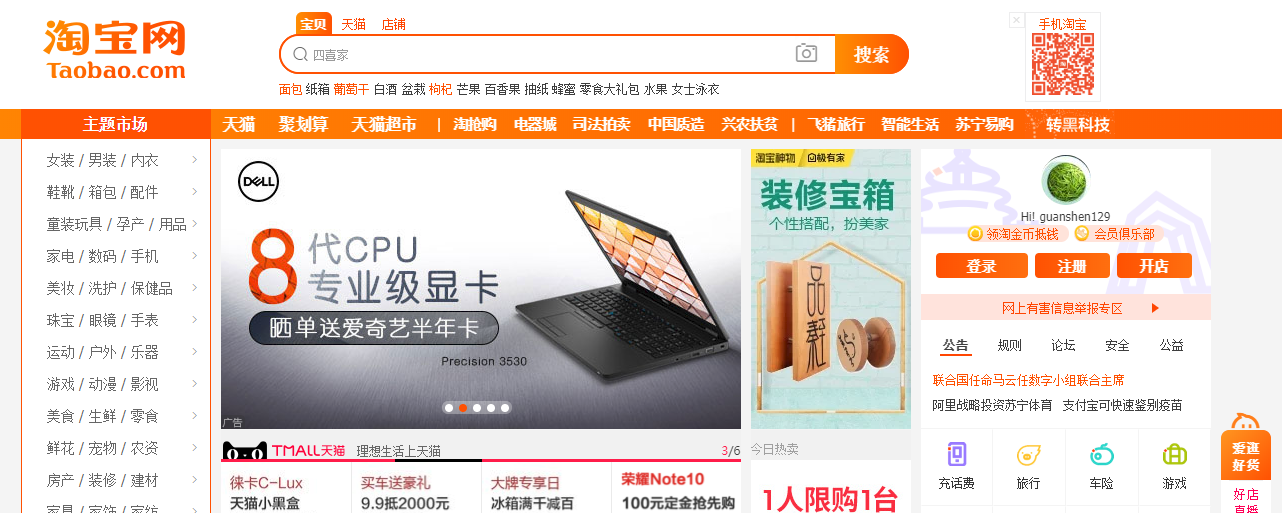 淘宝网
Taobao.com
宝贝 天猫 店铺
四喜家
搜索
面包 纸箱 葡萄干 白酒 盆栽 枸杞 芒果 百香果 抽纸 蜂蜜 零食大礼包 水果 女士泳衣
手机淘宝
主题市场
天猫 聚划算 天猫超市 | 淘抢购 电器城 司法拍卖 中国质造 兴农扶贫 | 飞猪旅行 智能生活 苏宁易购 转黑科技
女装 / 男装 / 内衣
鞋靴 / 箱包 / 配件
童装玩具 / 孕产 / 用品
家电 / 数码 / 手机
美妆 / 洗护 / 保健品
珠宝 / 眼镜 / 手表
运动 / 户外 / 乐器
游戏 / 动漫 / 影视
美食 / 生鲜 / 零食
鲜花 / 宠物 / 农资
房产 / 装修 / 建材
家具 / 家饰 / 家纺
DELL
8代CPU
专业级显卡
晒单送爱奇艺半年卡
Precision 3530
广告
TMALL天猫 理想生活上天猫 3/6
徕卡C-Lux
天猫小黑盒
买车送豪礼
9.9抵2000元
大牌专享日
冰箱满千减百
荣耀Note10
100元定金抢先购
淘宝神物 极有家
装修宝箱
个性搭配，扮美家
今日热卖
1人限购1台
Hi! guanshen129
领淘金币抵钱 会员俱乐部
登录 注册 开店
网上有害信息举报专区
公告 规则 论坛 安全 公益
联合国任命马云任数字小组联合主席
阿里战略投资苏宁体育 支付宝可快速鉴别疫苗
充话费 旅行 车险 游戏
爱逛
好货
好店
直播